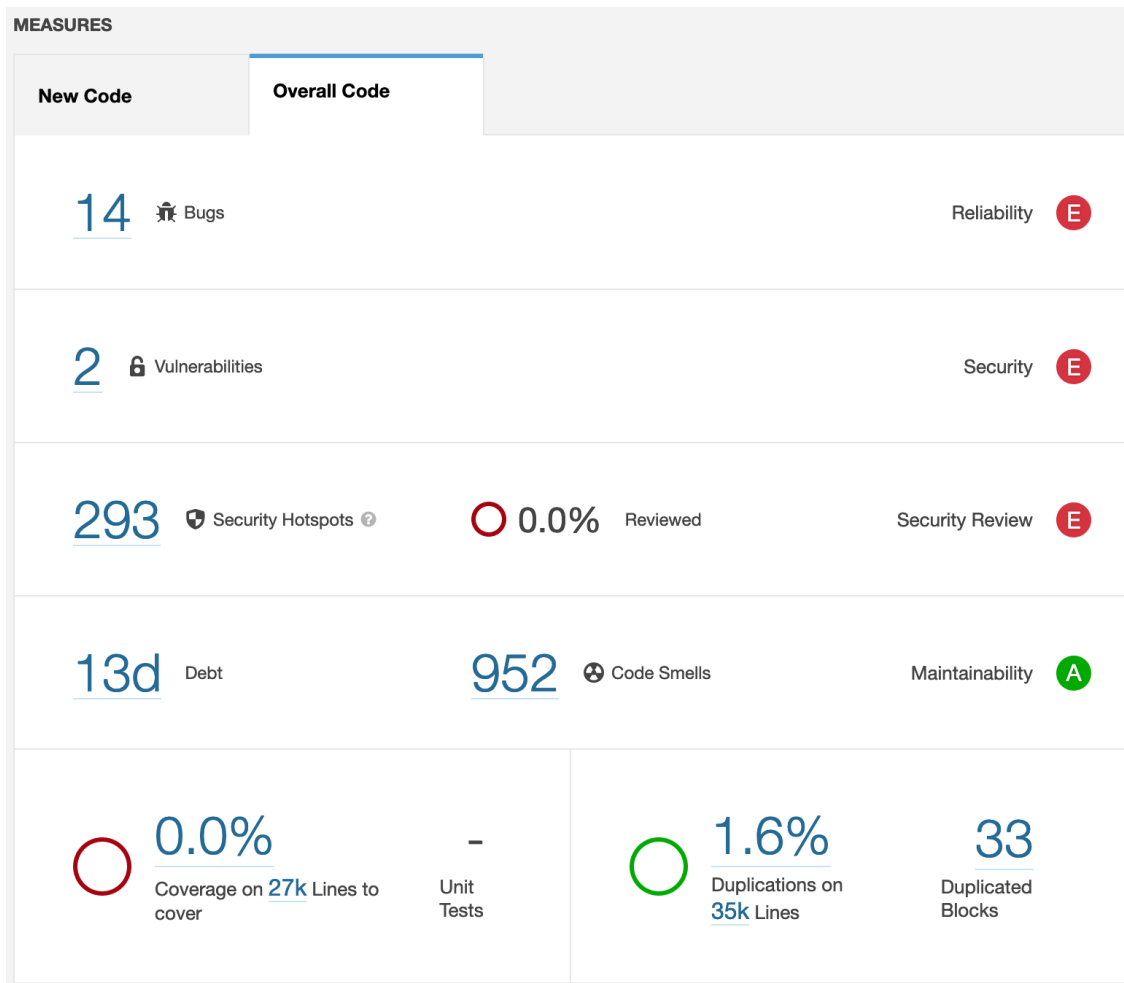 MEASURES
New Code
Overall Code
14 Bugs Reliability E
2 Vulnerabilities Security E
293 Security Hotspots ? 0.0% Reviewed Security Review E
13d Debt 952 Code Smells Maintainability A
0.0%
Coverage on 27k Lines to
cover
-
Unit
Tests
1.6%
Duplications on
35k Lines
33
Duplicated
Blocks